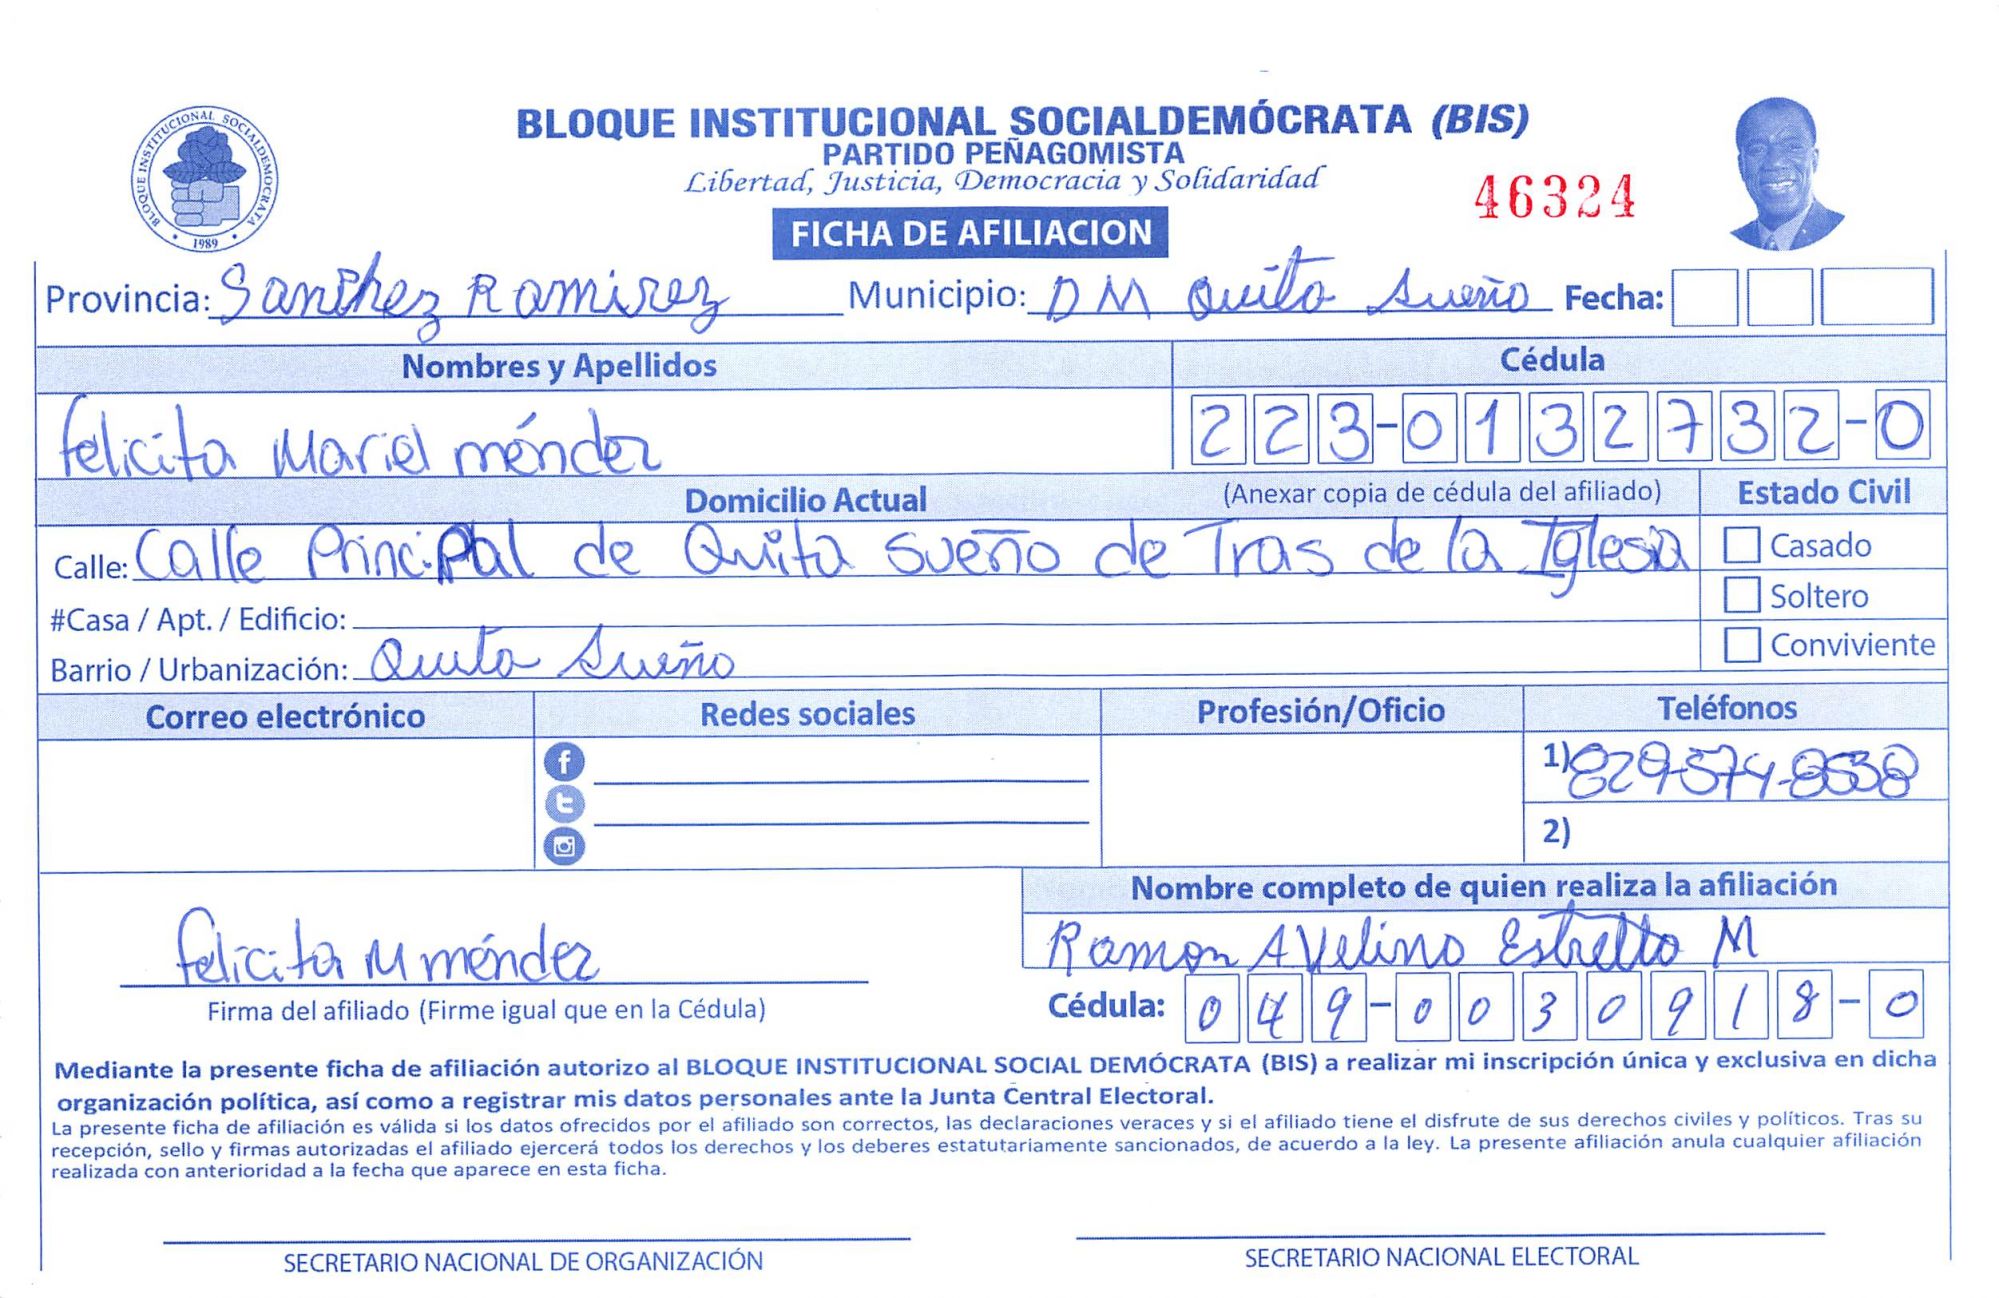 BLOQUE INSTITUCIONAL SOCIALDEMOCRATA
1989
BLOQUE INSTITUCIONAL SOCIALDEMÓCRATA (BIS)
PARTIDO PEÑAGOMISTA
Libertad, Justicia, Democracia y Solidaridad
46324
FICHA DE AFILIACION
Provincia: Sanchez Ramirez Municipio: DM Quita Sueño Fecha:
Nombres y Apellidos Cédula
Felicita Mariel méndez 223-0132732-0
Domicilio Actual (Anexar copia de cédula del afiliado) Estado Civil
Calle: Calle Principal de Quita Sueño de Tras de la Iglesia Casado
#Casa / Apt. / Edificio: Soltero
Barrio / Urbanización: Quita Sueño Conviviente
Correo electrónico Redes sociales Profesión/Oficio Teléfonos
1) 829-574-8538
2)
Nombre completo de quien realiza la afiliación
Felicita M méndez Ramon AVelino Estrella M
Firma del afiliado (Firme igual que en la Cédula) Cédula: 049-0030918-0
Mediante la presente ficha de afiliación autorizo al BLOQUE INSTITUCIONAL SOCIAL DEMÓCRATA (BIS) a realizar mi inscripción única y exclusiva en dicha
organización política, así como a registrar mis datos personales ante la Junta Central Electoral.
La presente ficha de afiliación es válida si los datos ofrecidos por el afiliado son correctos, las declaraciones veraces y si el afiliado tiene el disfrute de sus derechos civiles y políticos. Tras su
recepción, sello y firmas autorizadas el afiliado ejercerá todos los derechos y los deberes estatutariamente sancionados, de acuerdo a la ley. La presente afiliación anula cualquier afiliación
realizada con anterioridad a la fecha que aparece en esta ficha.
SECRETARIO NACIONAL DE ORGANIZACIÓN SECRETARIO NACIONAL ELECTORAL